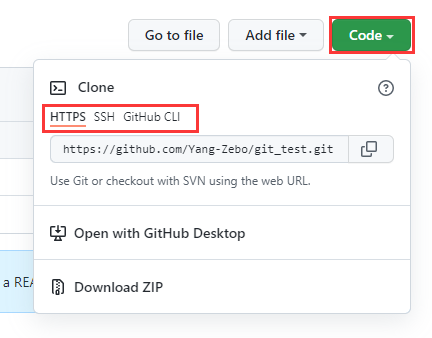 Go to file Add file Code
Clone
HTTPS SSH GitHub CLI
https://github.com/Yang-Zebo/git_test.git
Use Git or checkout with SVN using the web URL.
Open with GitHub Desktop
a REA
Download ZIP